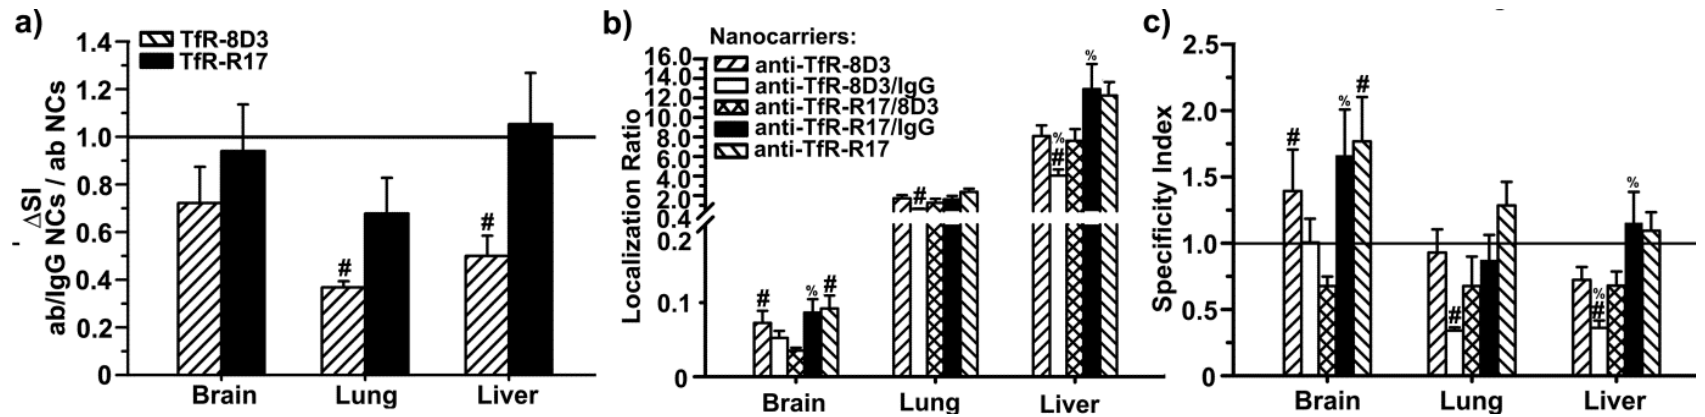 a)
TfR-8D3
TfR-R17
ΔSI
ab/IgG NCs / ab NCs
1.4
1.2
1.0
0.8
0.6
0.4
0.2
0
#
#
Brain Lung Liver
b)
Nanocarriers:
anti-TfR-8D3
anti-TfR-8D3/IgG
anti-TfR-R17/8D3
anti-TfR-R17/IgG
anti-TfR-R17
Localization Ratio
16.0
14.0
12.0
10.0
8.0
6.0
4.0
2.0
0.4
0.2
0.1
0
# % #
#
% # %
Brain Lung Liver
c)
Specificity Index
2.5
2.0
1.5
1.0
0.5
0
# % #
#
% # %
Brain Lung Liver